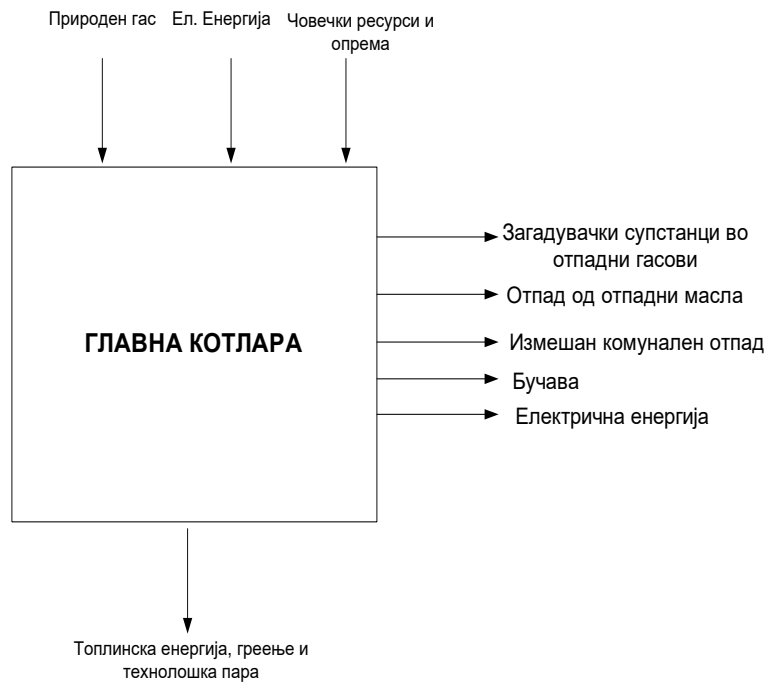 Природен гас
Ел. Енергија
Човечки ресурси и
опрема
Загадувачки супстанци во
отпадни гасови
Отпад од отпадни масла
ГЛАВНА КОТЛАРА
Измешан комунален отпад
Бучава
Електрична енергија
Топлинска енергија, греење и
технолошка пара